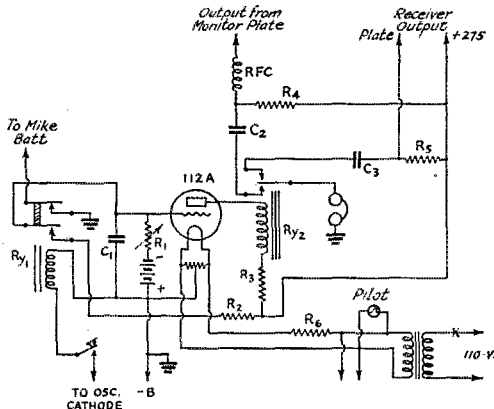 Output from
Monitor Plate
Receiver
Output
Plate
+275
RFC
R4
C2
C3
R5
To Mike
Batt
112A
Ry1
C1
R1
-
+
Ry2
R3
R2
R6
Pilot
X
110-V.
TO OSC.
CATHODE
-B